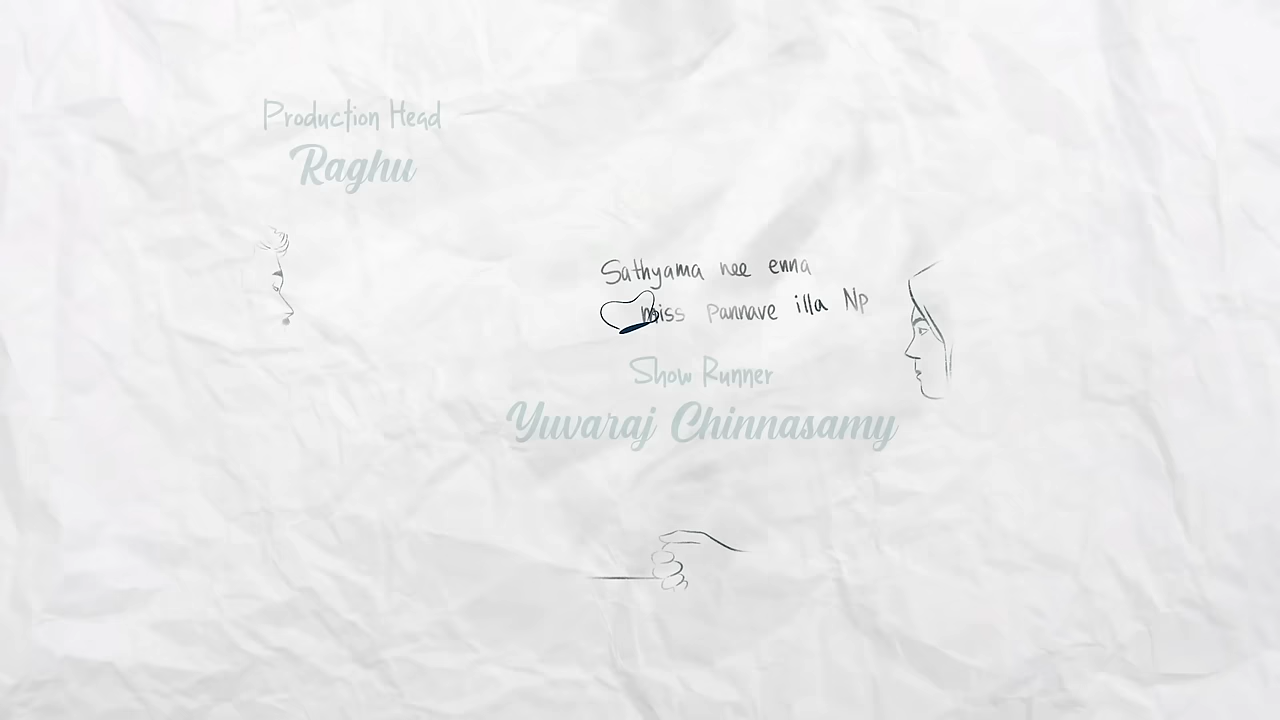 Production Head
Raghu
Sathyama nee enna
miss pannave illa Np
Show Runner
Yuvaraj Chinnasamy